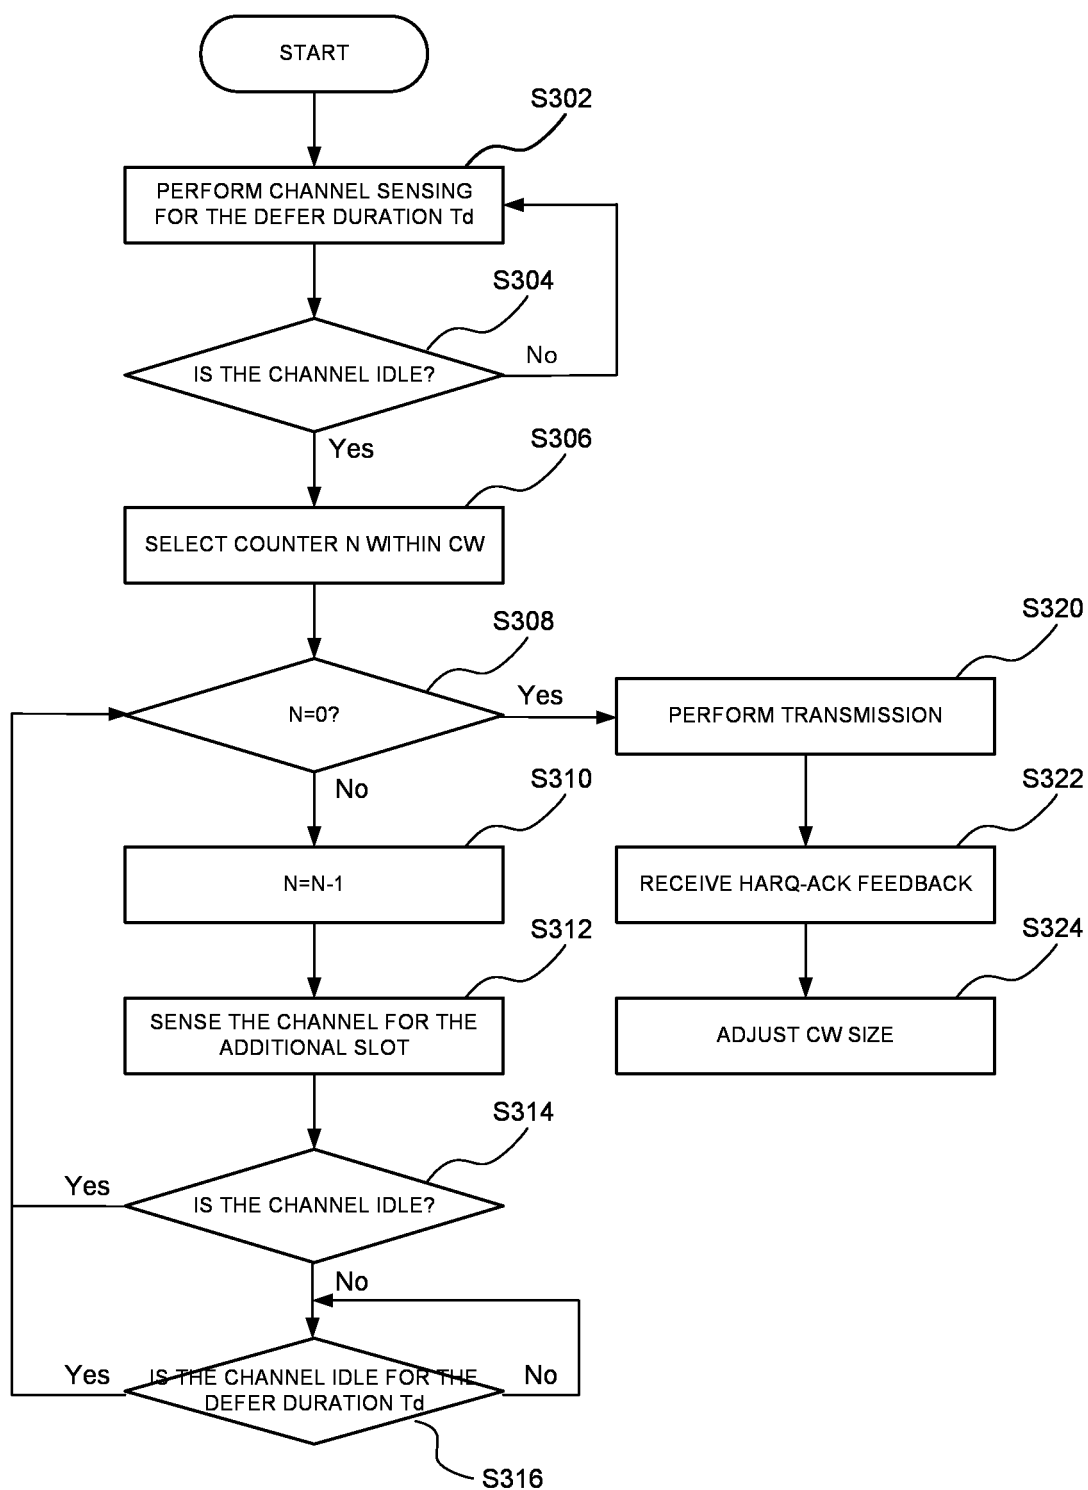 START
S302
PERFORM CHANNEL SENSING
FOR THE DEFER DURATION Td
S304
IS THE CHANNEL IDLE?
No
Yes
S306
SELECT COUNTER N WITHIN CW
S308
N=0?
Yes
No
S320
PERFORM TRANSMISSION
S310
N=N-1
S322
RECEIVE HARQ-ACK FEEDBACK
S312
SENSE THE CHANNEL FOR THE
ADDITIONAL SLOT
S324
ADJUST CW SIZE
S314
IS THE CHANNEL IDLE?
Yes
No
IS THE CHANNEL IDLE FOR THE
DEFER DURATION Td
Yes
No
S316